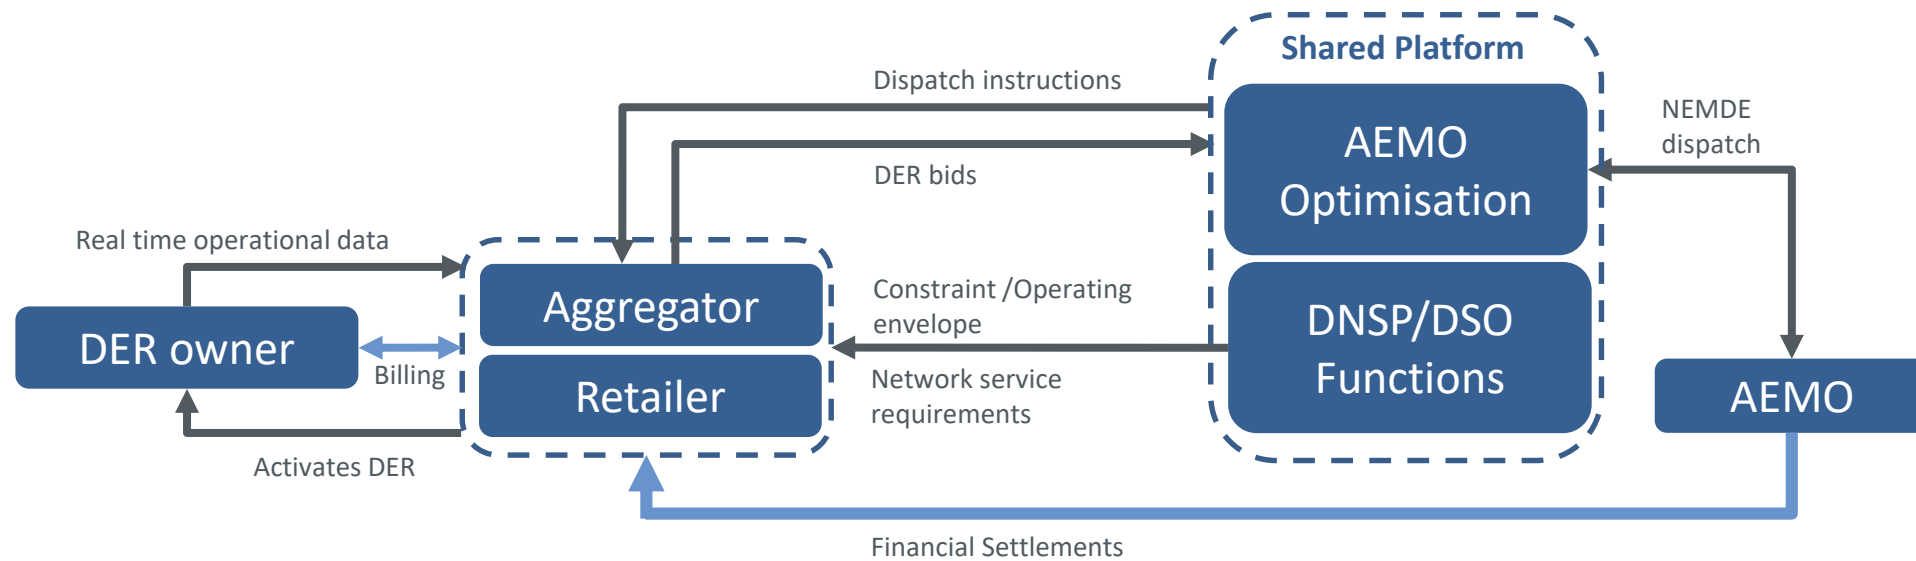 Shared Platform
Dispatch instructions
AEMO
Optimisation
NEMDE
dispatch
DER bids
Real time operational data
Aggregator
Constraint /Operating
envelope
DNSP/DSO
Functions
DER owner
Billing
Retailer
Network service
requirements
AEMO
Activates DER
Financial Settlements